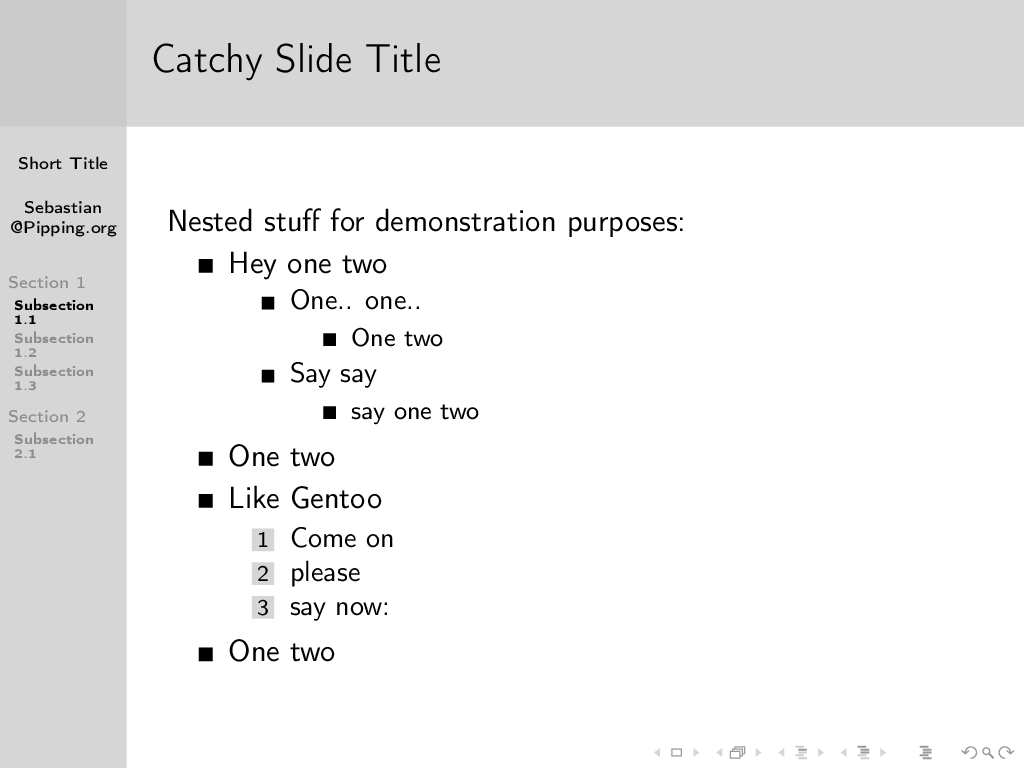 Catchy Slide Title
Short Title
Sebastian
@Pipping.org
Section 1
Subsection
1.1
Subsection
1.2
Subsection
1.3
Section 2
Subsection
2.1
Nested stuff for demonstration purposes:
Hey one two
One.. one..
One two
Say say
say one two
One two
Like Gentoo
1 Come on
2 please
3 say now:
One two